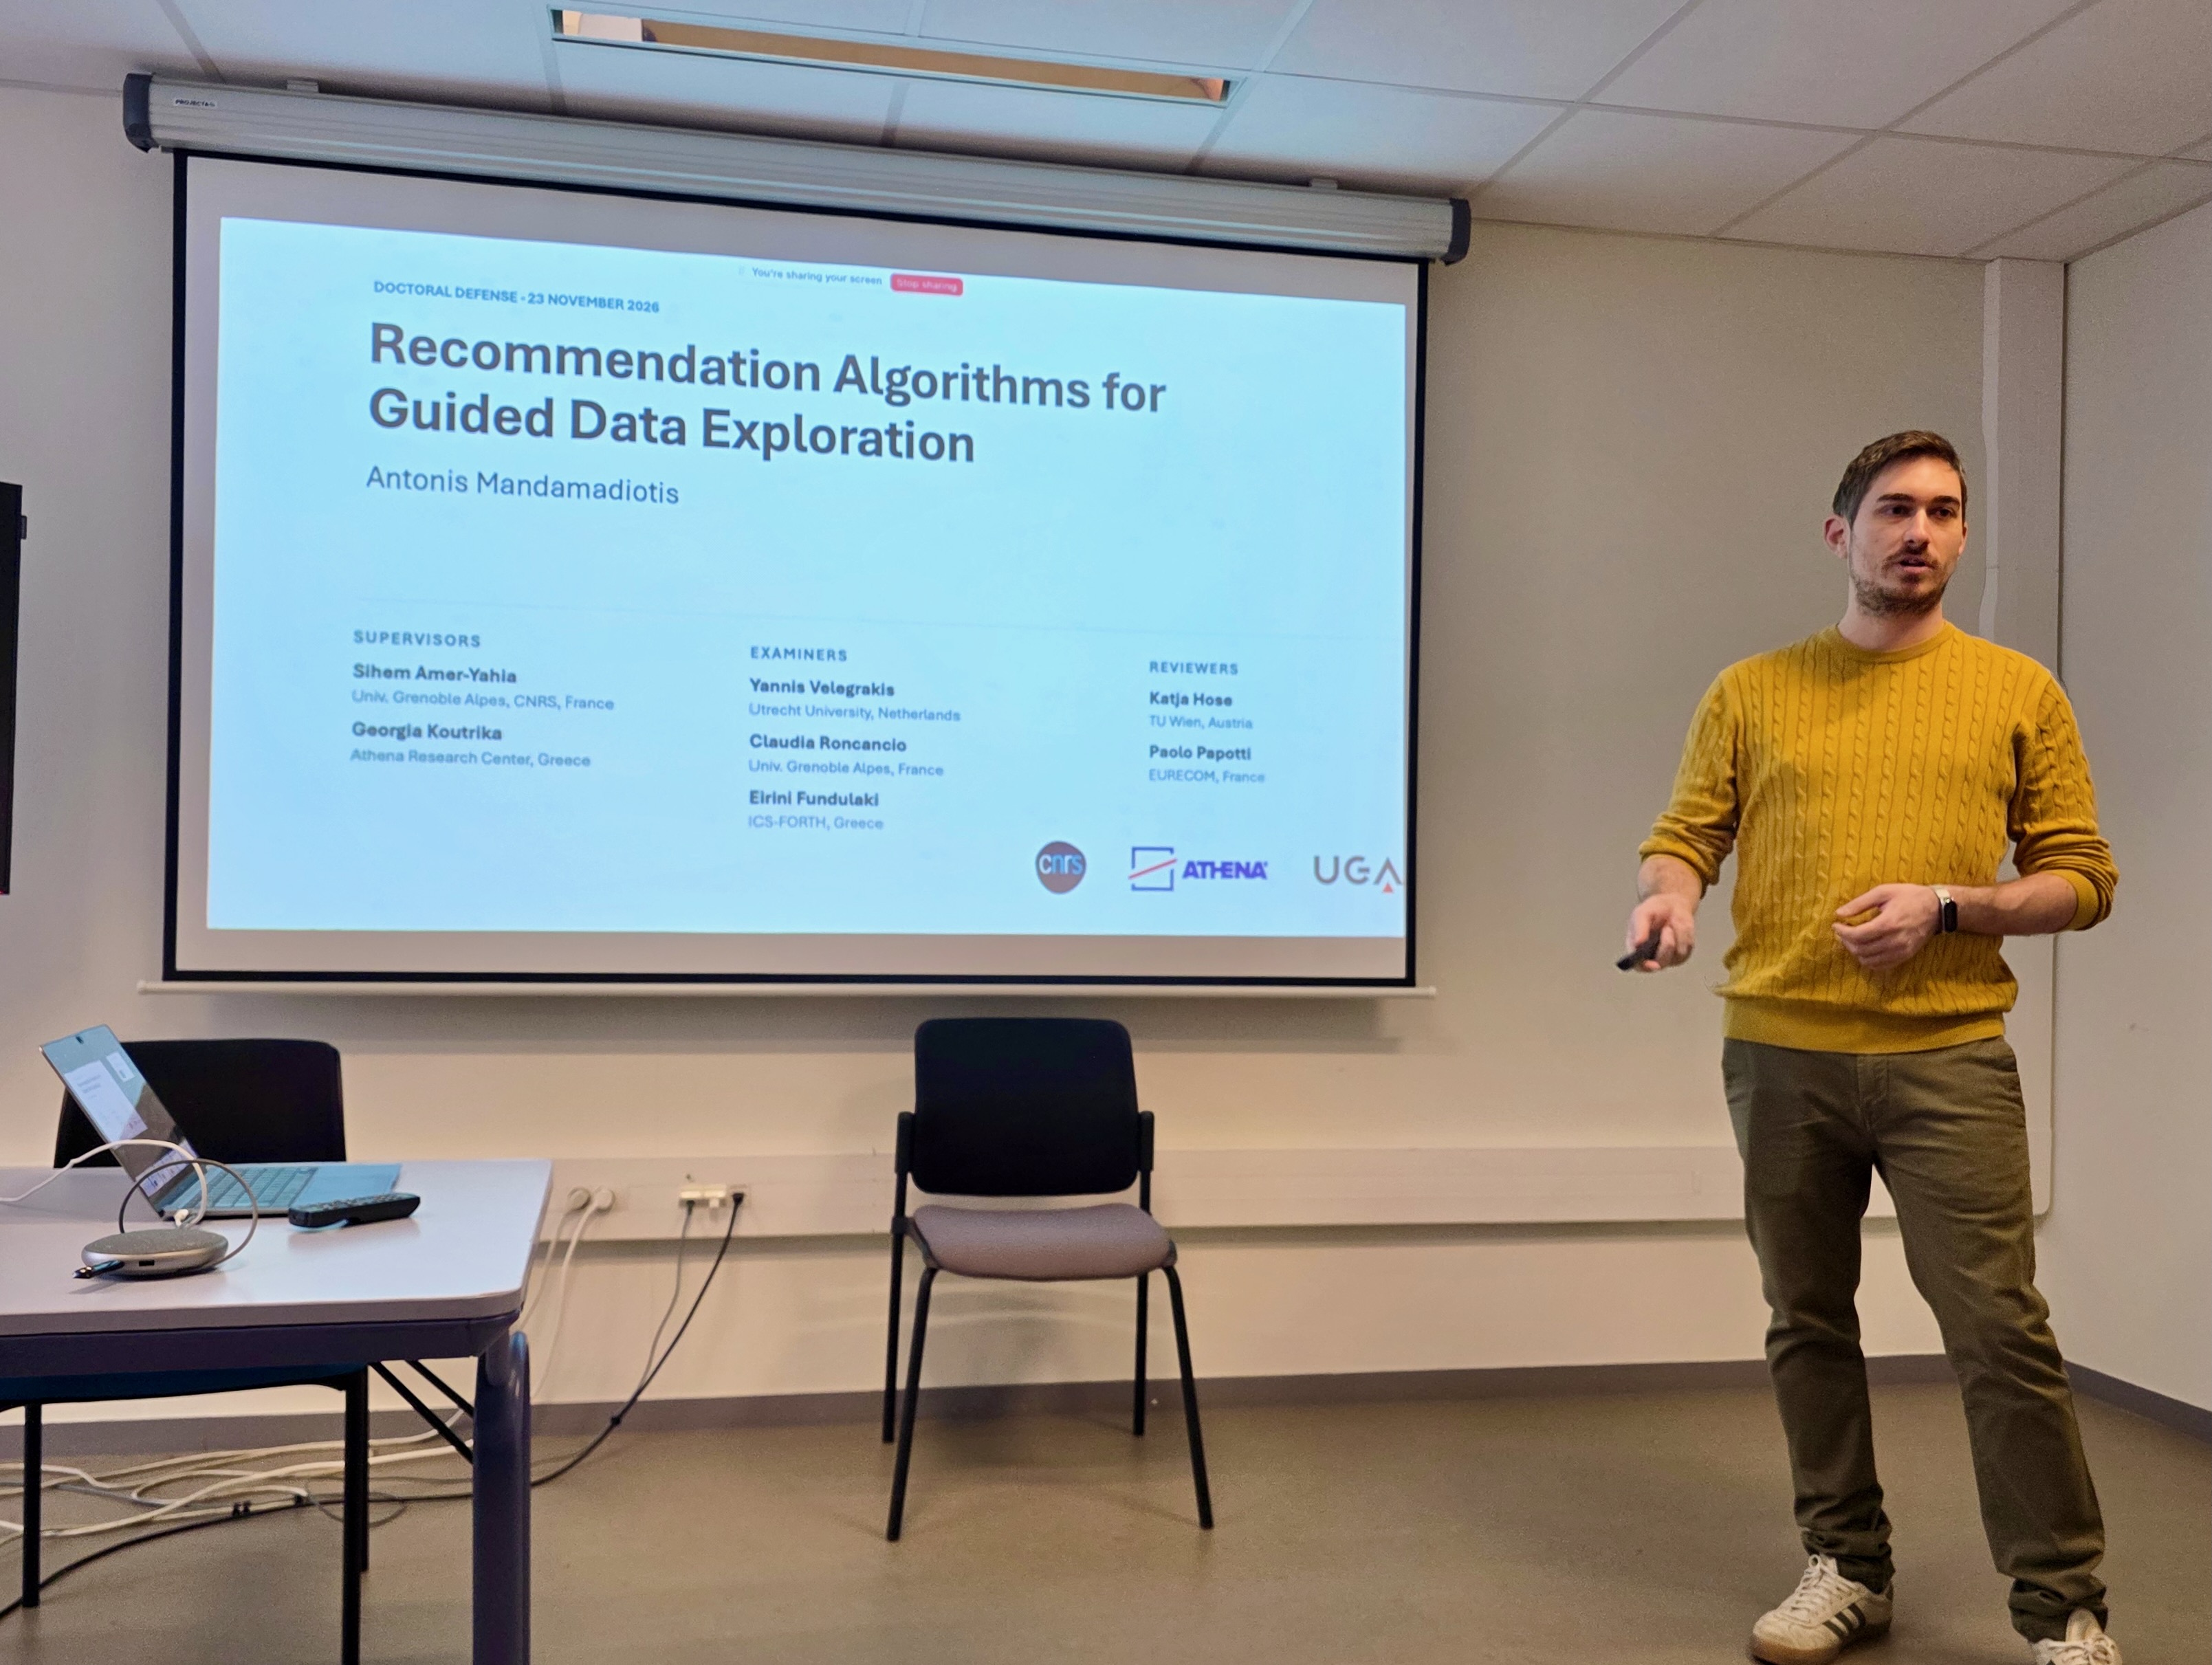 PROJECTA
You're sharing your screen Stop sharing
DOCTORAL DEFENSE - 23 NOVEMBER 2026
Recommendation Algorithms for
Guided Data Exploration
Antonis Mandamadiotis
SUPERVISORS
Sihem Amer-Yahia
Univ. Grenoble Alpes, CNRS, France
Georgia Koutrika
Athena Research Center, Greece
EXAMINERS
Yannis Velegrakis
Utrecht University, Netherlands
Claudia Roncancio
Univ. Grenoble Alpes, France
Eirini Fundulaki
ICS-FORTH, Greece
REVIEWERS
Katja Hose
TU Wien, Austria
Paolo Papotti
EURECOM, France
cnrs
ATHENA
UGA